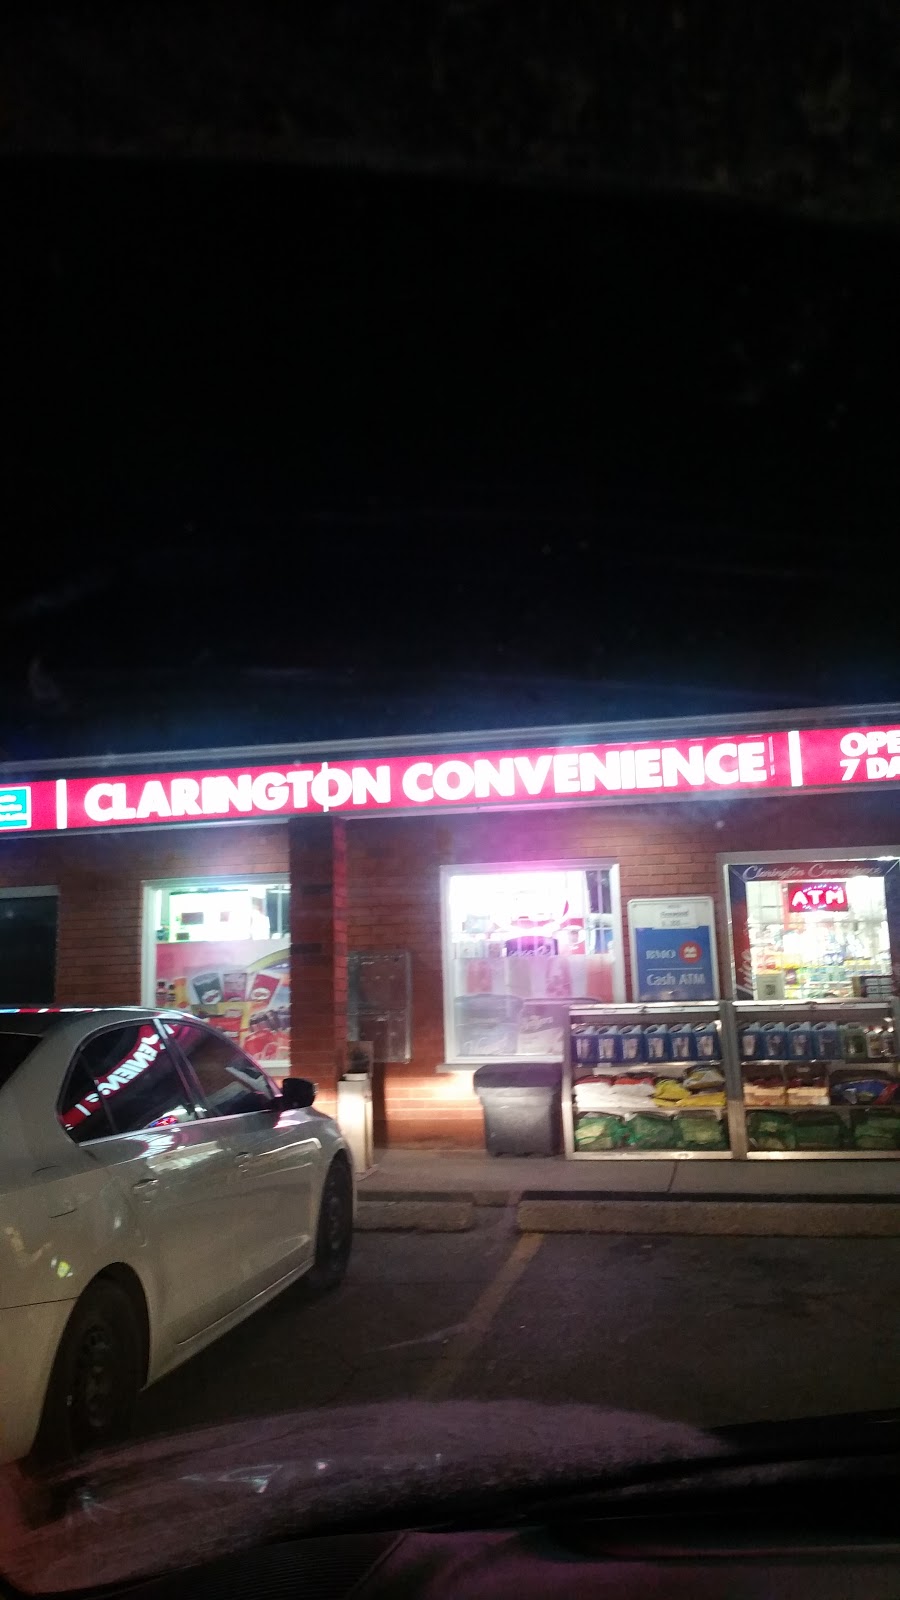 CLARINGTON CONVENIENCE
OPE
7 DA
Clarington Convenience
ATM
BMO
Cash ATM